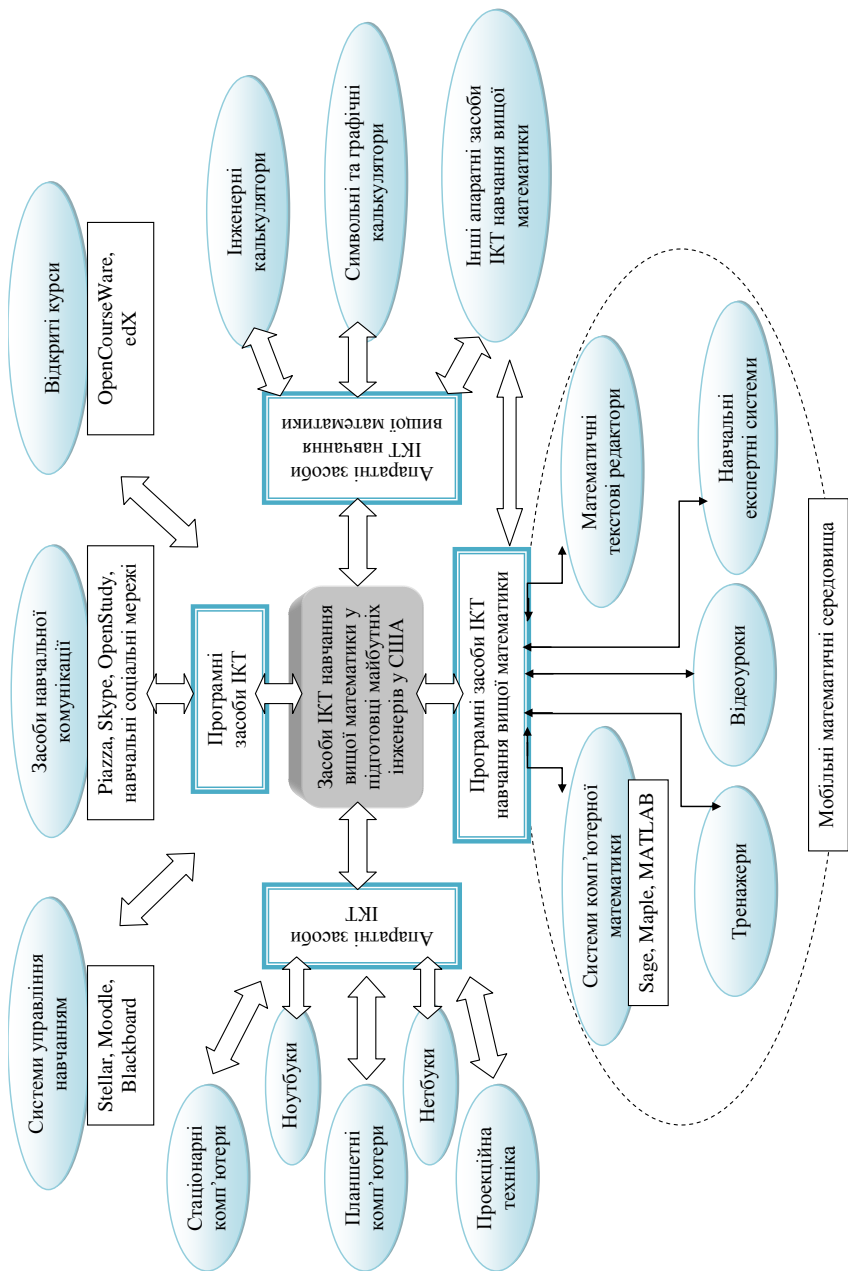 Системи управління
навчанням
Stellar, Moodle,
Blackboard
Засоби навчальної
комунікації
Piazza, Skype, OpenStudy,
навчальні соціальні мережі
Відкриті курси
OpenCourseWare,
edX
Програмні
засоби ІКТ
Стаціонарні
комп’ютери
Ноутбуки
Планшетні
комп’ютери
Нетбуки
Проекційна
техніка
Апаратні засоби
ІКТ
Засоби ІКТ навчання
вищої математики у
підготовці майбутніх
інженерів у США
Апаратні засоби
ІКТ навчання
вищої математики
Інженерні
калькулятори
Символьні та графічні
калькулятори
Інші апаратні засоби
ІКТ навчання вищої
математики
Програмні засоби ІКТ
навчання вищої математики
Системи комп’ютерної
математики
Sage, Maple, MATLAB
Математичні
текстові редактори
Тренажери
Відеоуроки
Навчальні
експертні системи
Мобільні математичні середовища